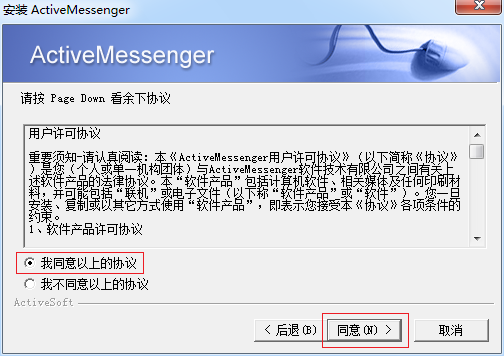 安装 ActiveMessenger
ActiveMessenger
请按 Page Down 看余下协议
用户许可协议
重要须知-请认真阅读：本《ActiveMessenger用户许可协议》（以下简称《协议》
）是您（个人或单一机构团体）与ActiveMessenger软件技术有限公司之间有关上
述软件产品的法律协议。本“软件产品”包括计算机软件、相关媒体及任何印刷材
料，并可能包括“联机”或电子文件（以下称“软件产品”或“软件”）。您一旦
安装、复制或以其它方式使用“软件产品”，即表示您接受本《协议》各项条件的
约束。
1、软件产品许可协议
我同意以上的协议
我不同意以上的协议
ActiveSoft
< 后退(B)
同意(N) >
取消